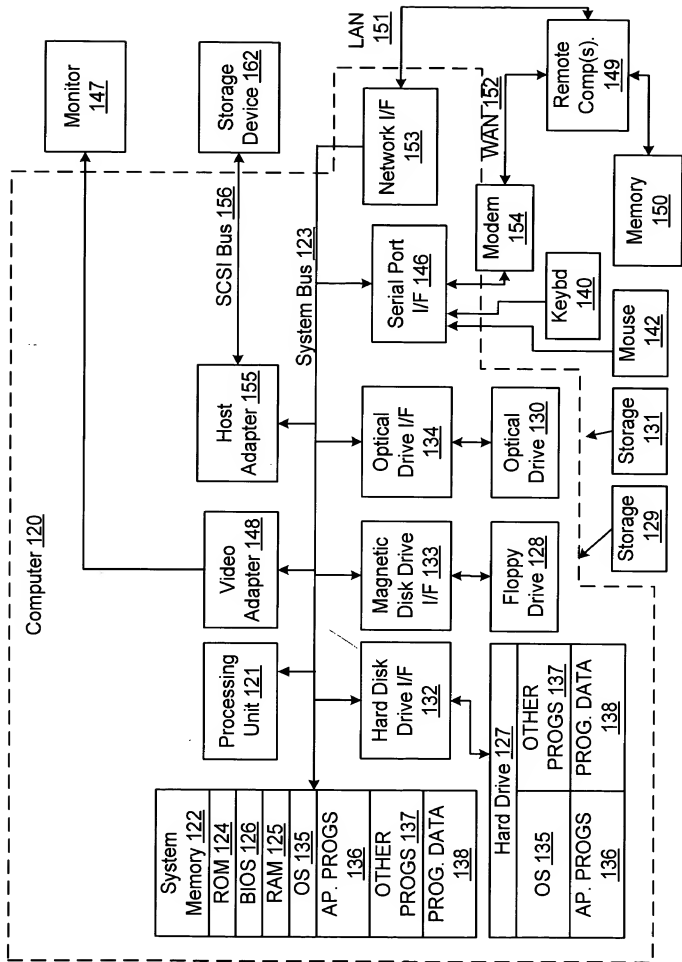 Computer 120
Monitor
147
Storage
Device 162
SCSI Bus 156
System Bus 123
Processing
Unit 121
Video
Adapter 148
Host
Adapter 155
System
Memory 122
ROM 124
BIOS 126
RAM 125
OS 135
AP. PROGS
136
OTHER
PROGS 137
PROG. DATA
138
Hard Disk
Drive I/F
132
Magnetic
Disk Drive
I/F 133
Optical
Drive I/F
134
Serial Port
I/F 146
Network I/F
153
LAN
151
Hard Drive 127
OS 135
OTHER
PROGS 137
AP. PROGS
136
PROG. DATA
138
Floppy
Drive 128
Optical
Drive 130
Modem
154
WAN 152
Remote
Comp(s).
149
Storage
129
Storage
131
Mouse
142
Keybd
140
Memory
150